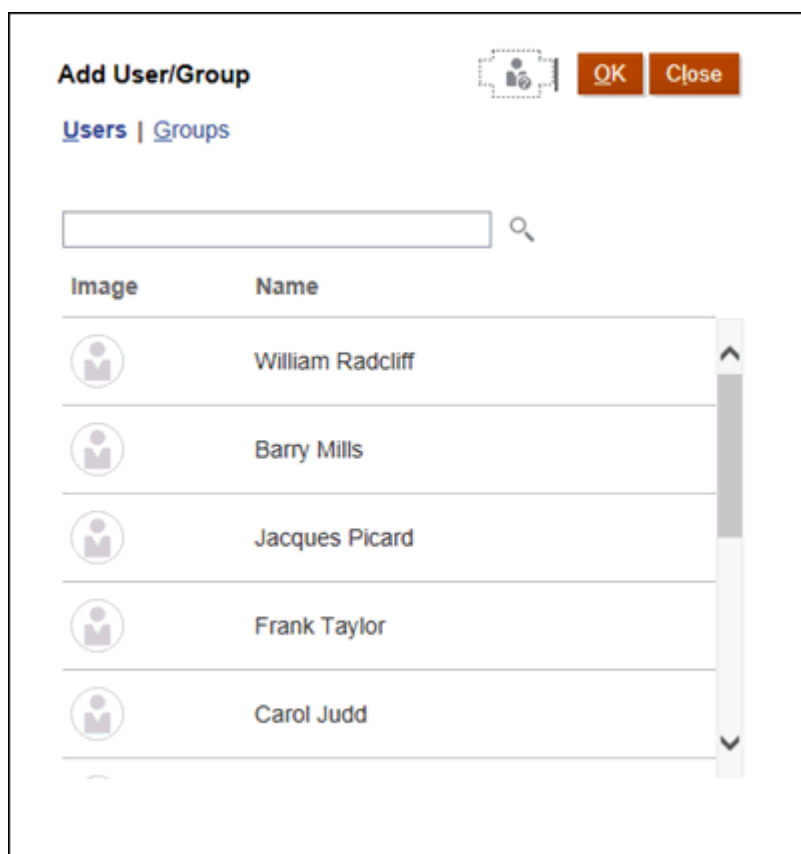 Add User/Group OK Close
Users | Groups
Image Name
William Radcliff
Barry Mills
Jacques Picard
Frank Taylor
Carol Judd